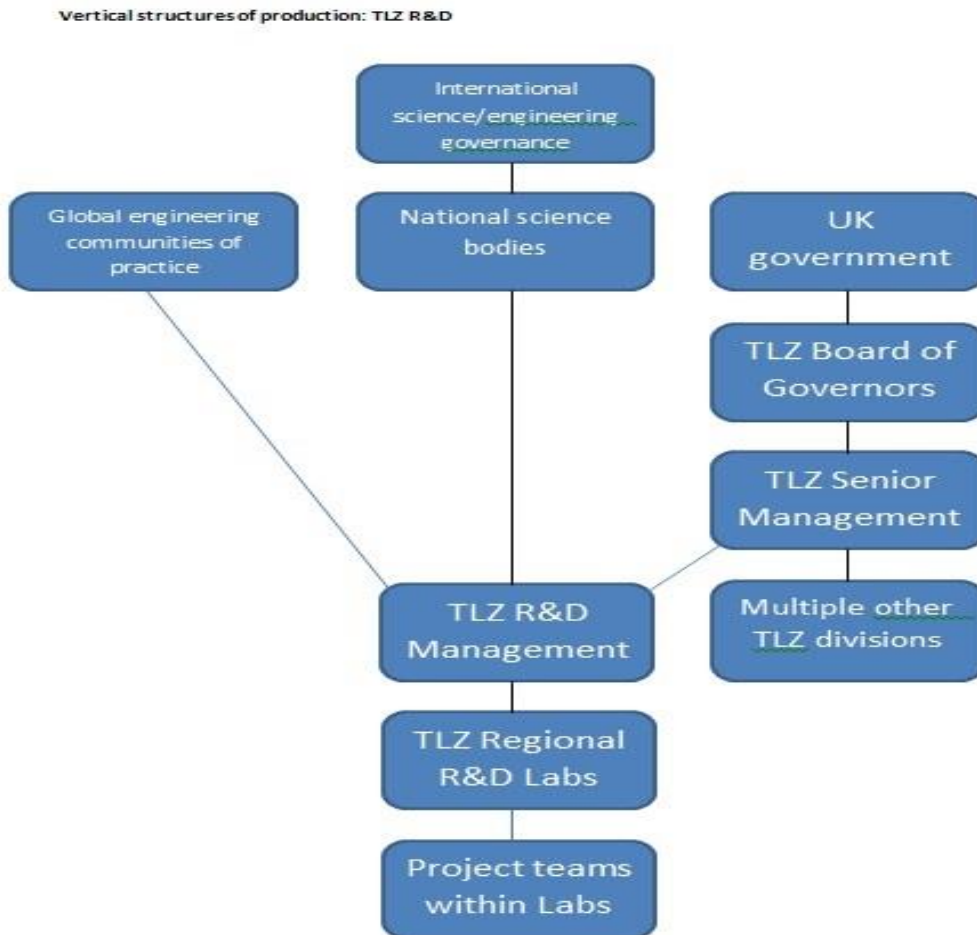 Vertical structures of production: TLZ R&D
International
science/engineering
governance
Global engineering
communities of
practice
National science
bodies
UK
government
TLZ Board of
Governors
TLZ Senior
Management
TLZ R&D
Management
Multiple other
TLZ divisions
TLZ Regional
R&D Labs
Project teams
within Labs